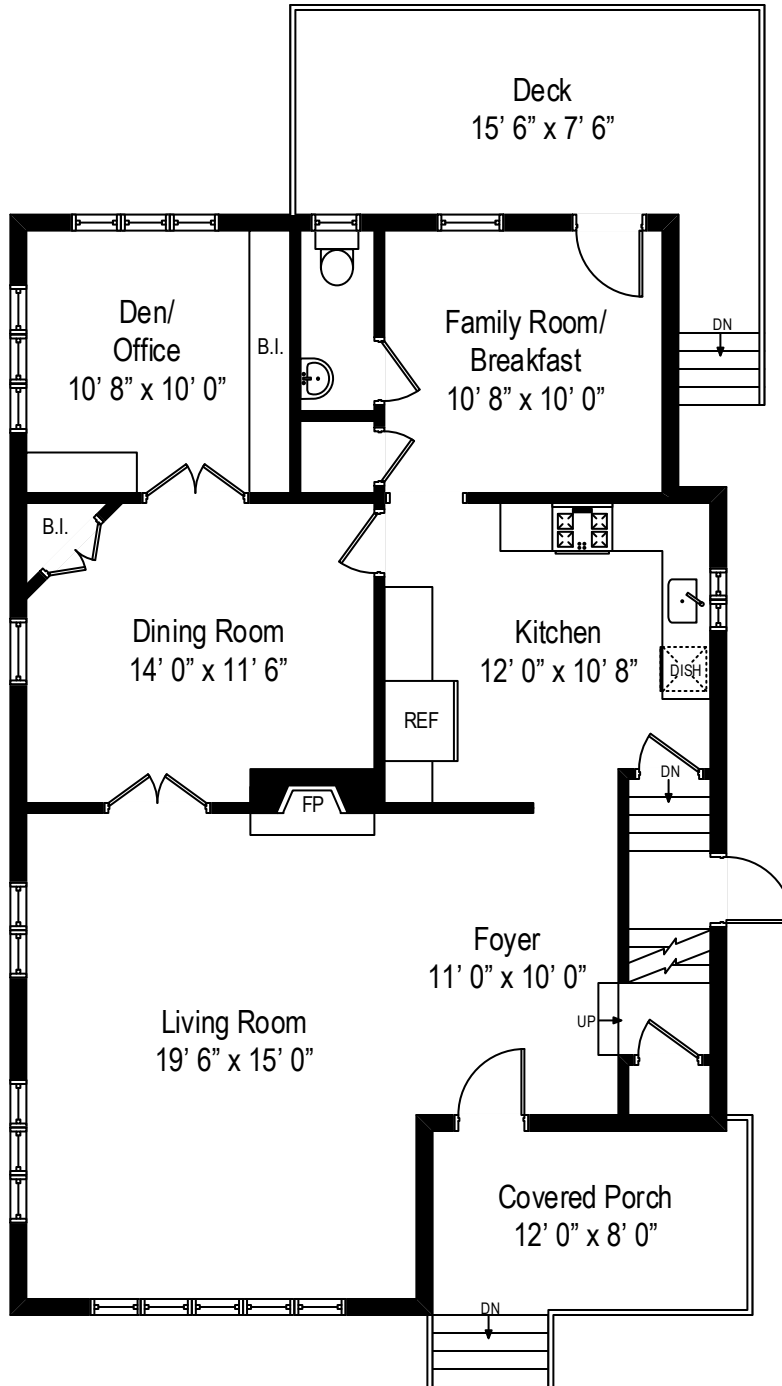 Deck
15’ 6” x 7’ 6”
Den/
Office
10’ 8” x 10’ 0”
B.I.
Family Room/
Breakfast
10’ 8” x 10’ 0”
DN
B.I.
Dining Room
14’ 0” x 11’ 6”
Kitchen
12’ 0” x 10’ 8”
DISH
REF
DN
FP
Foyer
11’ 0” x 10’ 0”
Living Room
19’ 6” x 15’ 0”
UP
Covered Porch
12’ 0” x 8’ 0”
DN